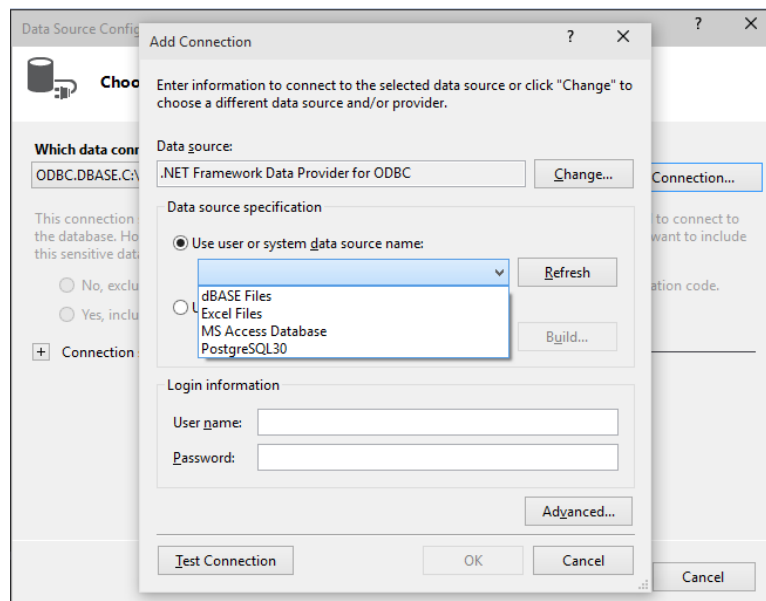 Data Source Config
? ×
Add Connection
? ×
Choo
Enter information to connect to the selected data source or click "Change" to
choose a different data source and/or provider.
Which data conn
Data source:
ODBC.DBASE.C:\
.NET Framework Data Provider for ODBC
Change...
Connection...
This connection
to connect to
the database. Ho
want to include
this sensitive data
Data source specification
Use user or system data source name:
No, exclu
ation code.
Refresh
dBASE Files
Excel Files
MS Access Database
PostgreSQL30
U
Yes, inclu
Build...
+ Connection
Login information
User name:
Password:
Advanced...
Test Connection
OK
Cancel
Cancel